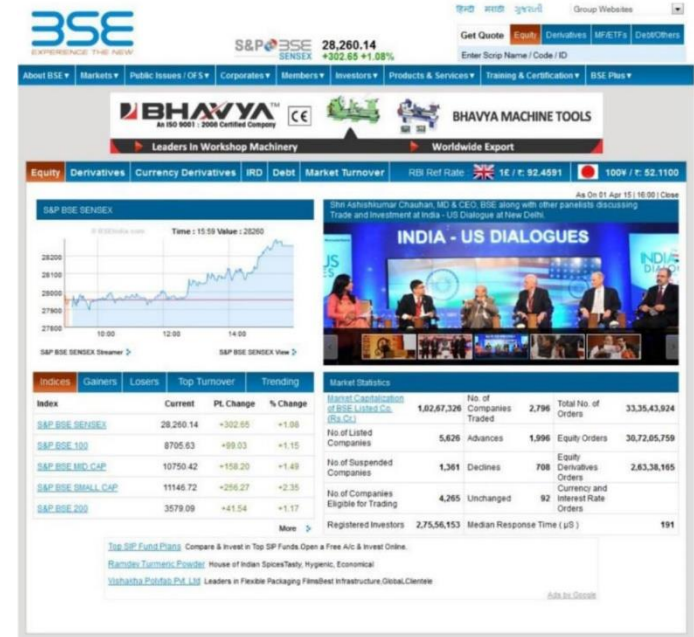 हिन्दी मराठी ગુજરાતી Group Websites
BSE
EXPERIENCE THE NEW
S&P BSE SENSEX
28,260.14
+302.65 +1.08%
Get Quote Equity Derivatives MF/ETFs Debt/Others
Enter Scrip Name / Code / ID
About BSE Markets Public Issues / OFS Corporates Members Investors Products & Services Training & Certification BSE Plus
BHAVYA™
An ISO 9001 : 2008 Certified Company
CE
BHAVYA MACHINE TOOLS
Leaders In Workshop Machinery Worldwide Export
Equity Derivatives Currency Derivatives IRD Debt Market Turnover RBI Ref Rate 1£ / ₹: 92.4591 100¥ / ₹: 52.1100
As On 01 Apr 15 | 16:00 | Close
S&P BSE SENSEX
© BSEIndia.com Time : 15:59 Value : 28260
28200
28100
28000
27900
27800
10:00 12:00 14:00
S&P BSE SENSEX Streamer S&P BSE SENSEX View
Shri Ashishkumar Chauhan, MD & CEO, BSE along with other panelists discussing
Trade and Investment at India - US Dialogue at New Delhi.
INDIA - US DIALOGUES
Indices Gainers Losers Top Turnover Trending
Index Current Pt. Change % Change
S&P BSE SENSEX 28,260.14 +302.65 +1.08
S&P BSE 100 8705.63 +99.03 +1.15
S&P BSE MID CAP 10750.42 +158.20 +1.49
S&P BSE SMALL CAP 11146.72 +256.27 +2.35
S&P BSE 200 3579.09 +41.54 +1.17
More
Market Statistics
Market Capitalization of BSE Listed Co. (Rs.Cr.) 1,02,67,326 No. of Companies Traded 2,796 Total No. of Orders 33,35,43,924
No.of Listed Companies 5,626 Advances 1,996 Equity Orders 30,72,05,759
No.of Suspended Companies 1,361 Declines 708 Equity Derivatives Orders 2,63,38,165
No.of Companies Eligible for Trading 4,265 Unchanged 92 Currency and Interest Rate Orders
Registered Investors 2,75,56,153 Median Response Time ( µS ) 191
Top SIP Fund Plans Compare & Invest in Top SIP Funds.Open a Free A/c & Invest Online.
Ramdev Turmeric Powder House of Indian SpicesTasty, Hygienic, Economical
Vishakha Polyfab Pvt. Ltd Leaders in Flexible Packaging FilmsBest Infrastructure,Global,Clientele
Ads by Google